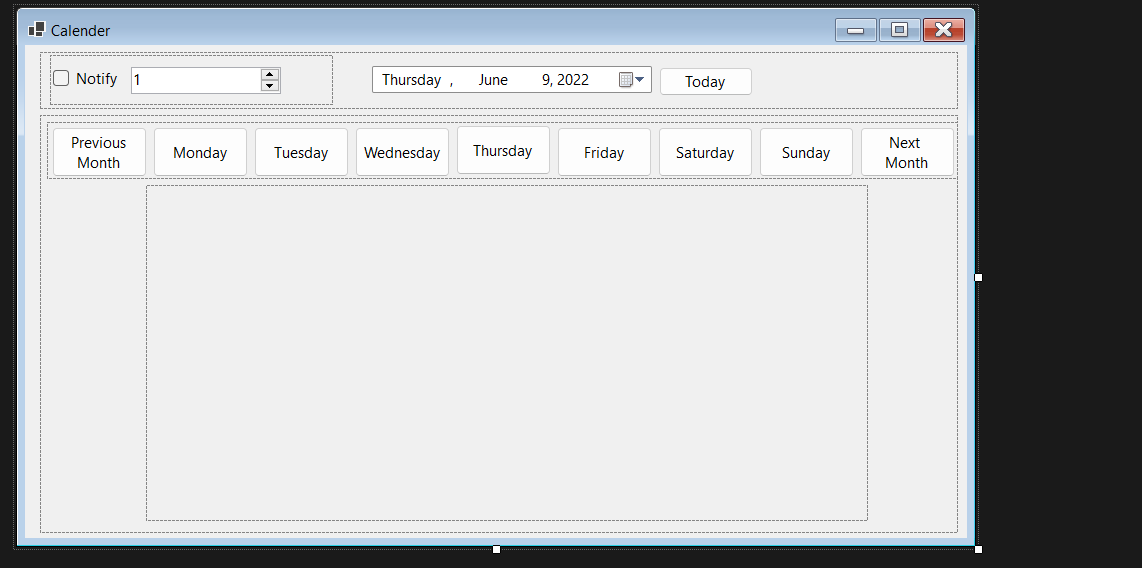 Calender
Notify 1 Thursday , June 9, 2022 Today
Previous Month Monday Tuesday Wednesday Thursday Friday Saturday Sunday Next Month